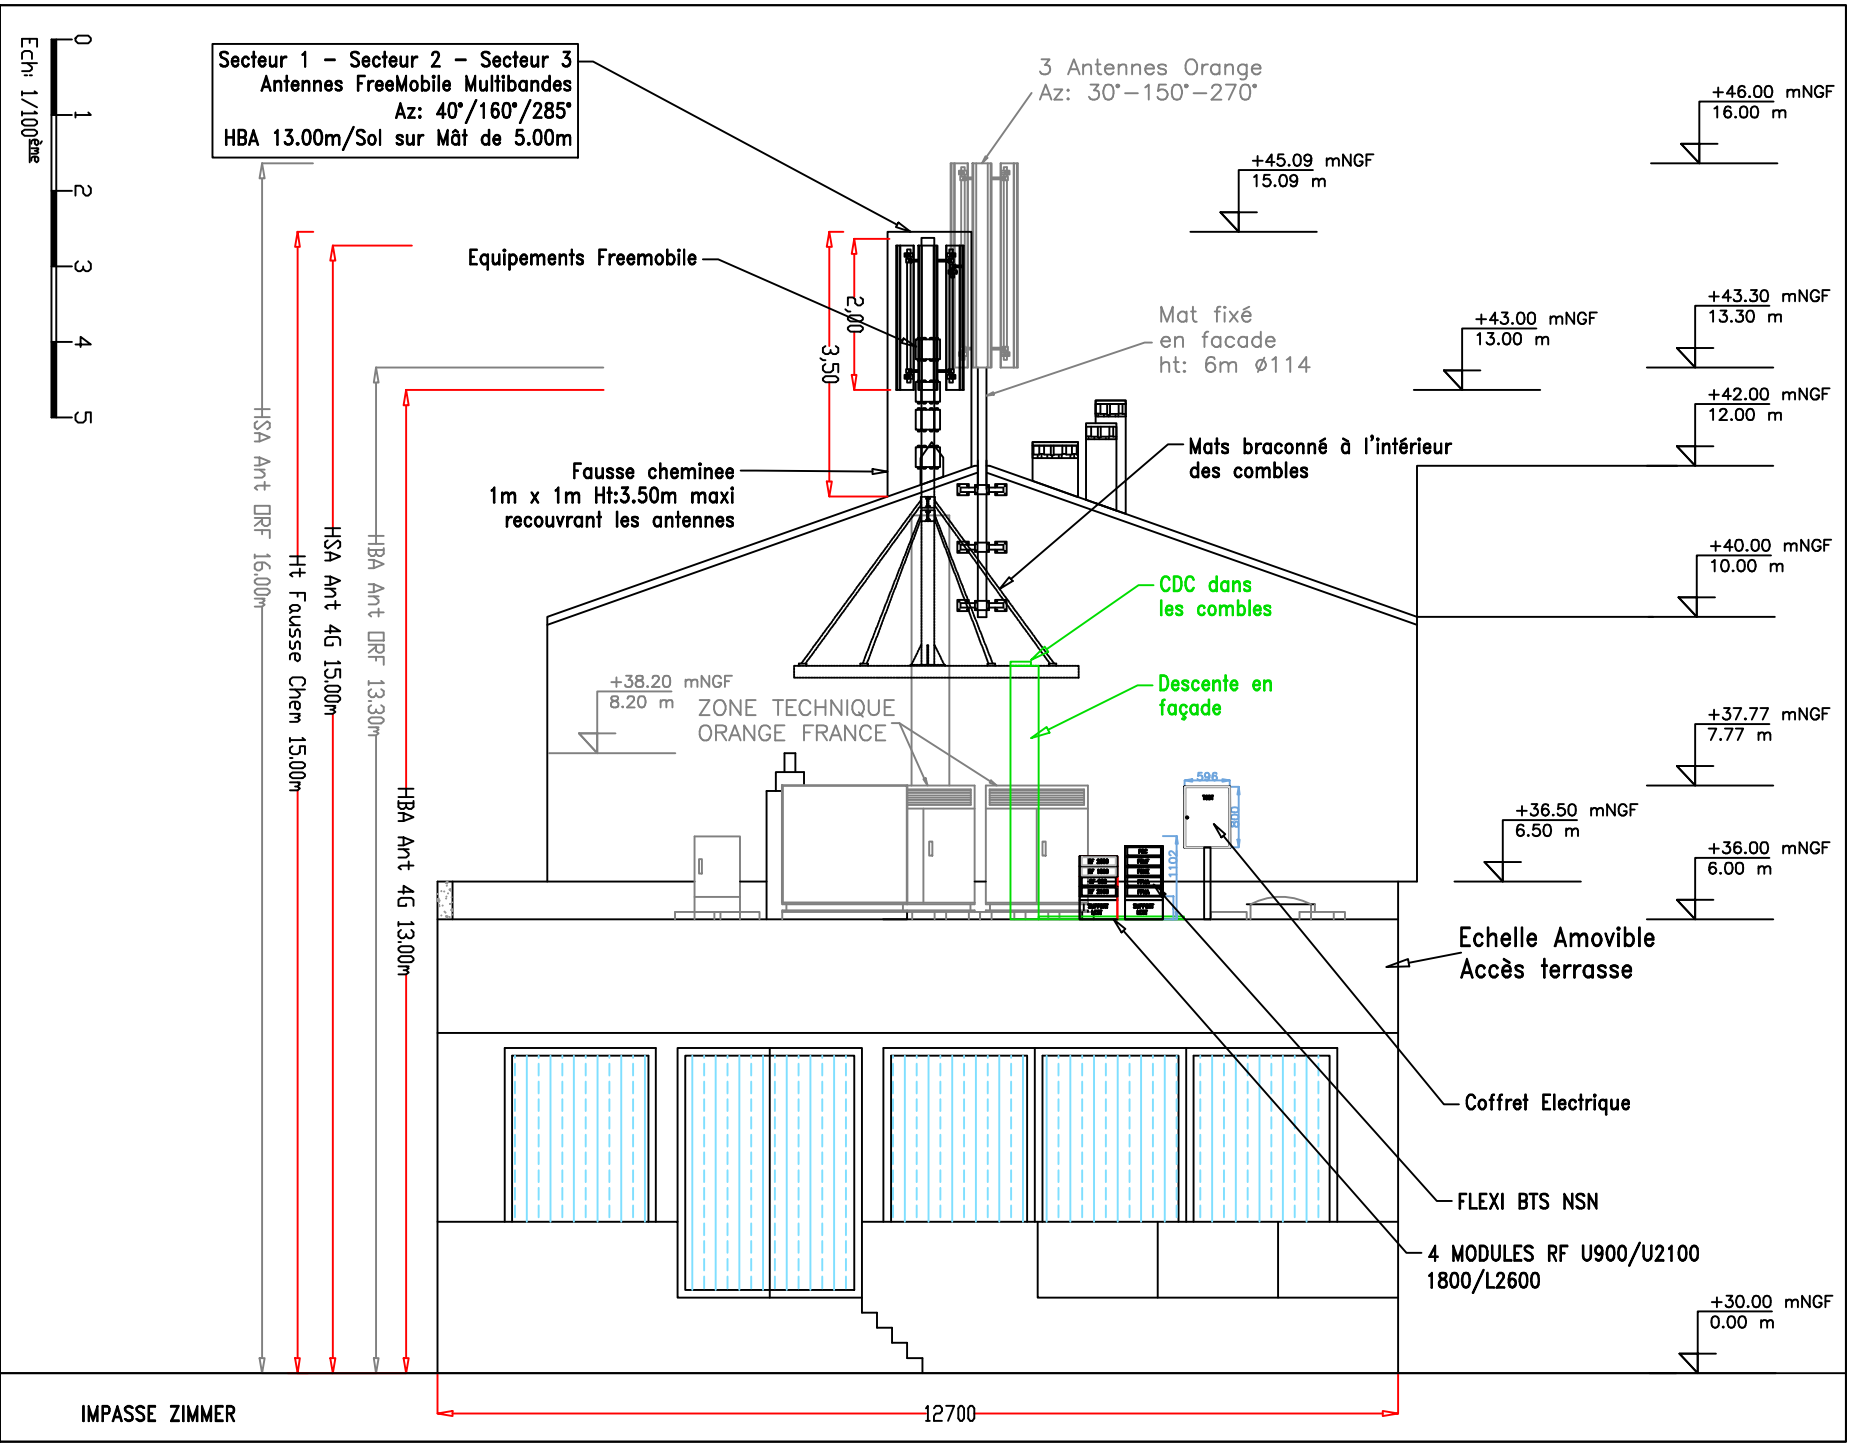 Secteur 1 - Secteur 2 - Secteur 3
Antennes FreeMobile Multibandes
Az: 40°/160°/285°
HBA 13.00m/Sol sur Mât de 5.00m
3 Antennes Orange
Az: 30°-150°-270°
+46.00 mNGF
16.00 m
+45.09 mNGF
15.09 m
Equipements Freemobile
+43.30 mNGF
13.30 m
+43.00 mNGF
13.00 m
Mat fixé
en facade
ht: 6m ø114
2,00
3,50
+42.00 mNGF
12.00 m
Mats braconné à l'intérieur
des combles
Fausse cheminee
1m x 1m Ht:3.50m maxi
recouvrant les antennes
+40.00 mNGF
10.00 m
CDC dans
les combles
Descente en
façade
+38.20 mNGF
8.20 m
ZONE TECHNIQUE
ORANGE FRANCE
+37.77 mNGF
7.77 m
596
800
1102
+36.50 mNGF
6.50 m
+36.00 mNGF
6.00 m
Echelle Amovible
Accès terrasse
Coffret Electrique
FLEXI BTS NSN
4 MODULES RF U900/U2100
1800/L2600
+30.00 mNGF
0.00 m
12700
IMPASSE ZIMMER
Ech: 1/100ème
0
1
2
3
4
5
HSA Ant ORF 16.00m
Ht Fausse Chem 15.00m
HSA Ant 4G 15.00m
HBA Ant ORF 13.30m
HBA Ant 4G 13.00m